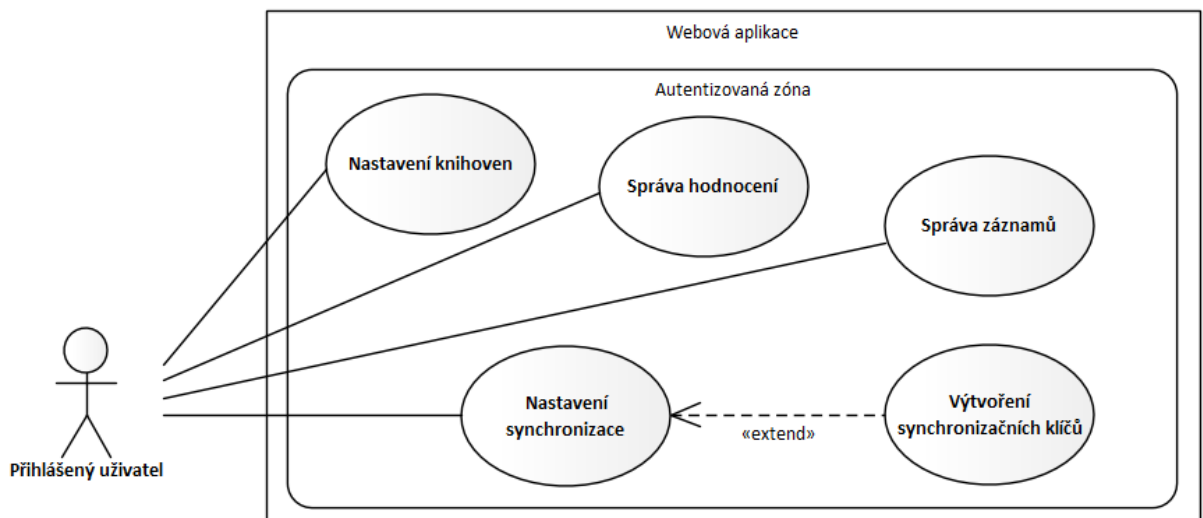 Webová aplikace
Autentizovaná zóna
Nastavení knihoven
Správa hodnocení
Správa záznamů
Nastavení
synchronizace
«extend»
Výtvoření
synchronizačních klíčů
Přihlášený uživatel